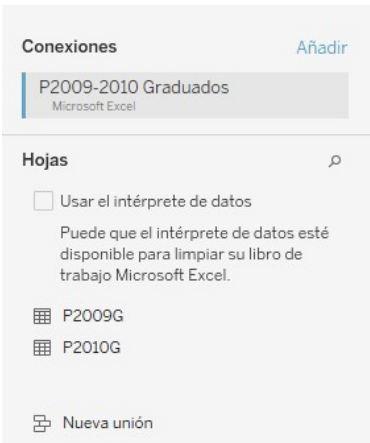 Conexiones
Añadir
P2009-2010 Graduados
Microsoft Excel
Hojas
Usar el intérprete de datos
Puede que el intérprete de datos esté
disponible para limpiar su libro de
trabajo Microsoft Excel.
P2009G
P2010G
Nueva unión